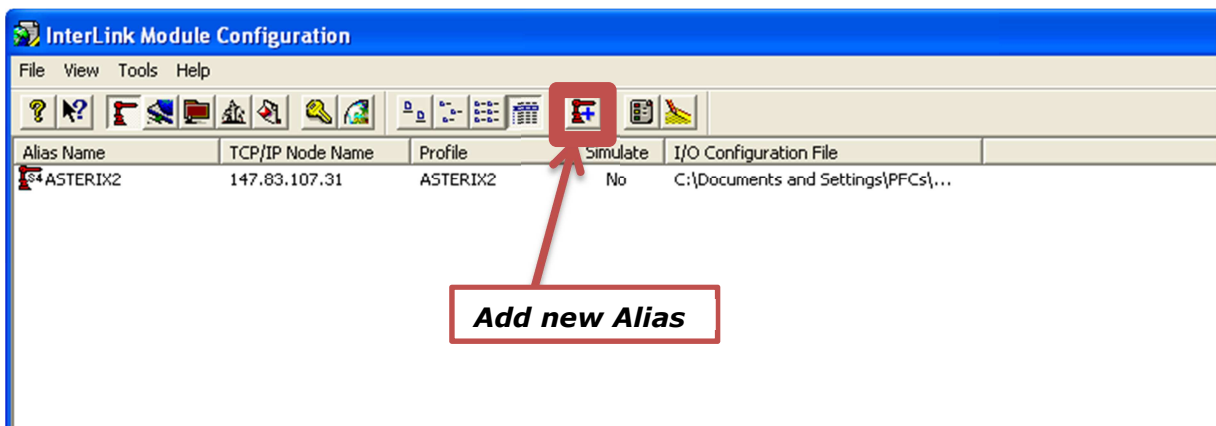 InterLink Module Configuration
File View Tools Help
Alias Name TCP/IP Node Name Profile Simulate I/O Configuration File
S4 ASTERIX2 147.83.107.31 ASTERIX2 No C:\Documents and Settings\PFCs\...
Add new Alias